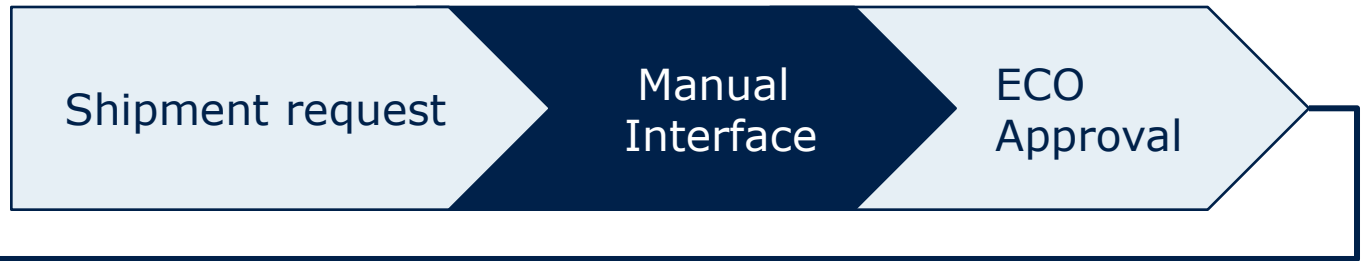 Shipment request
Manual
Interface
ECO
Approval